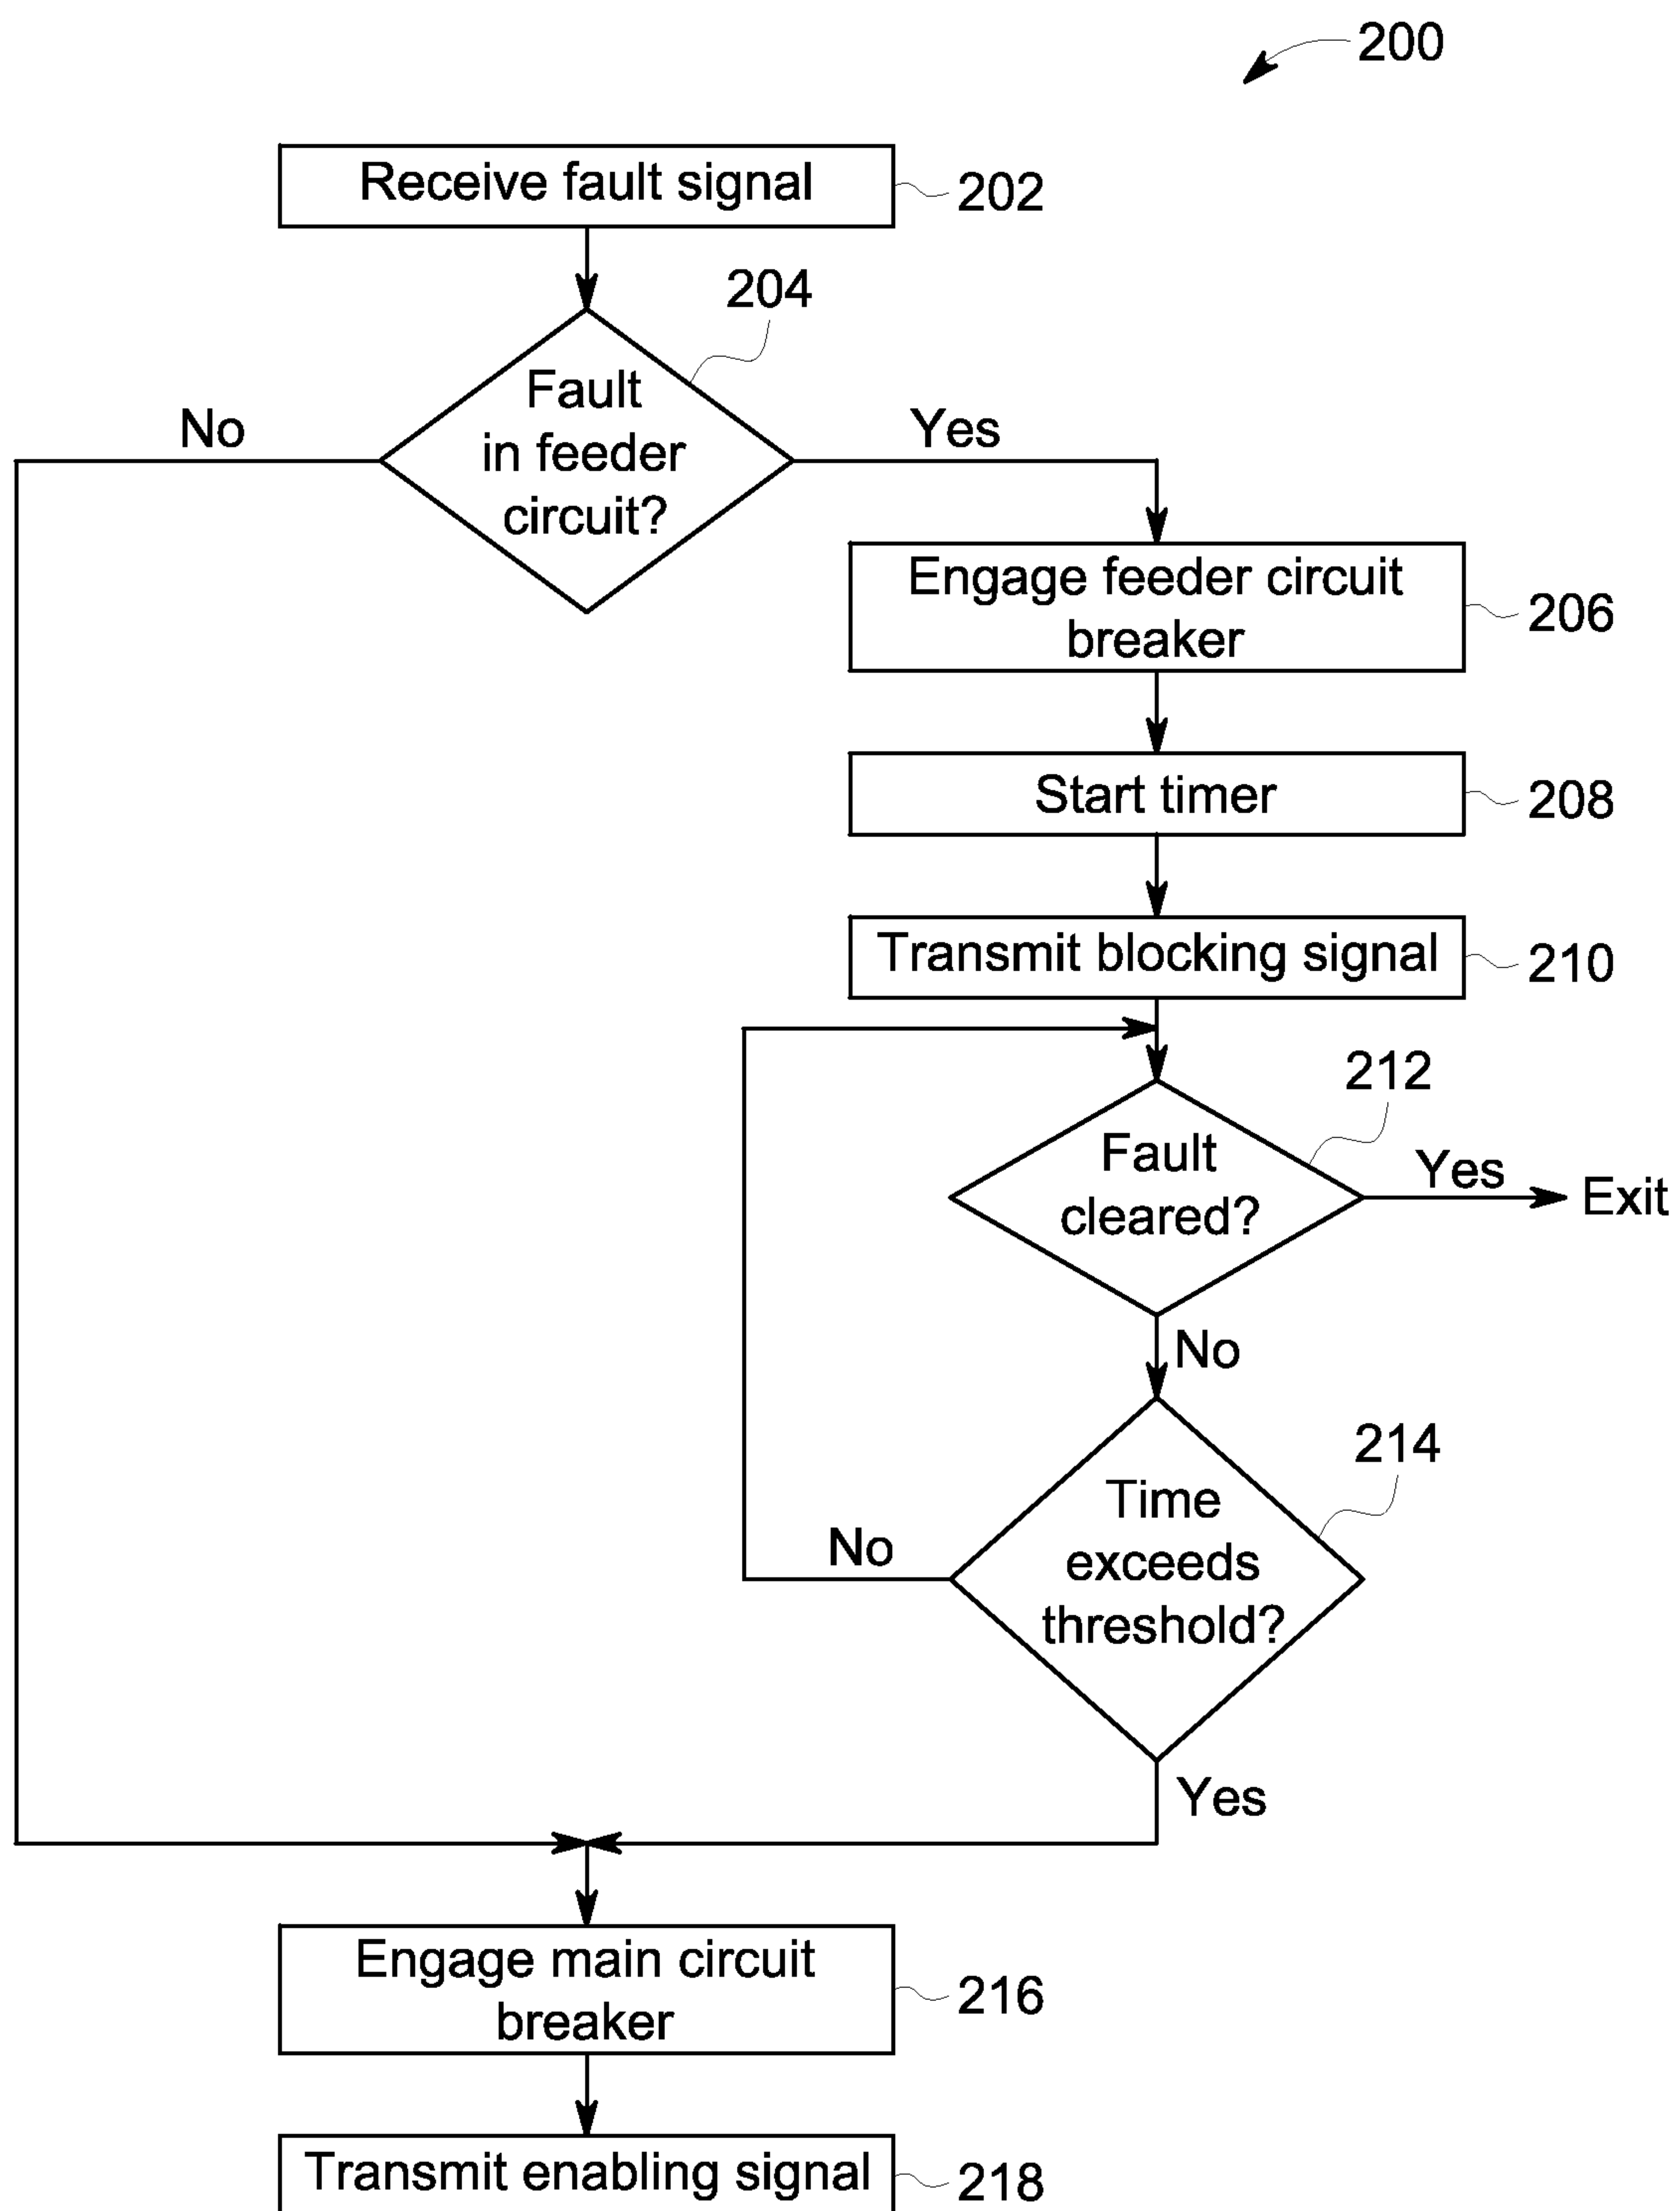 200
Receive fault signal
202
204
Fault
in feeder
circuit?
No
Yes
Engage feeder circuit
breaker
206
Start timer
208
Transmit blocking signal
210
212
Fault
cleared?
Yes
Exit
No
214
Time
exceeds
threshold?
No
Yes
Engage main circuit
breaker
216
Transmit enabling signal
218